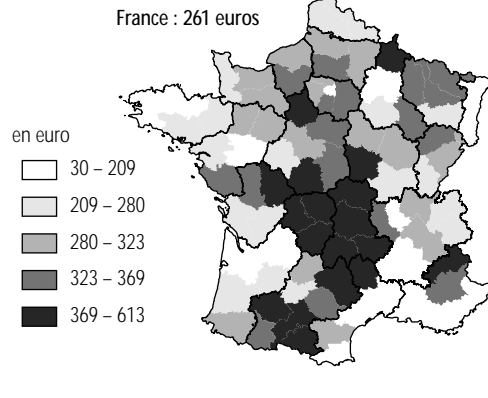 France : 261 euros
en euro
30 – 209
209 – 280
280 – 323
323 – 369
369 – 613